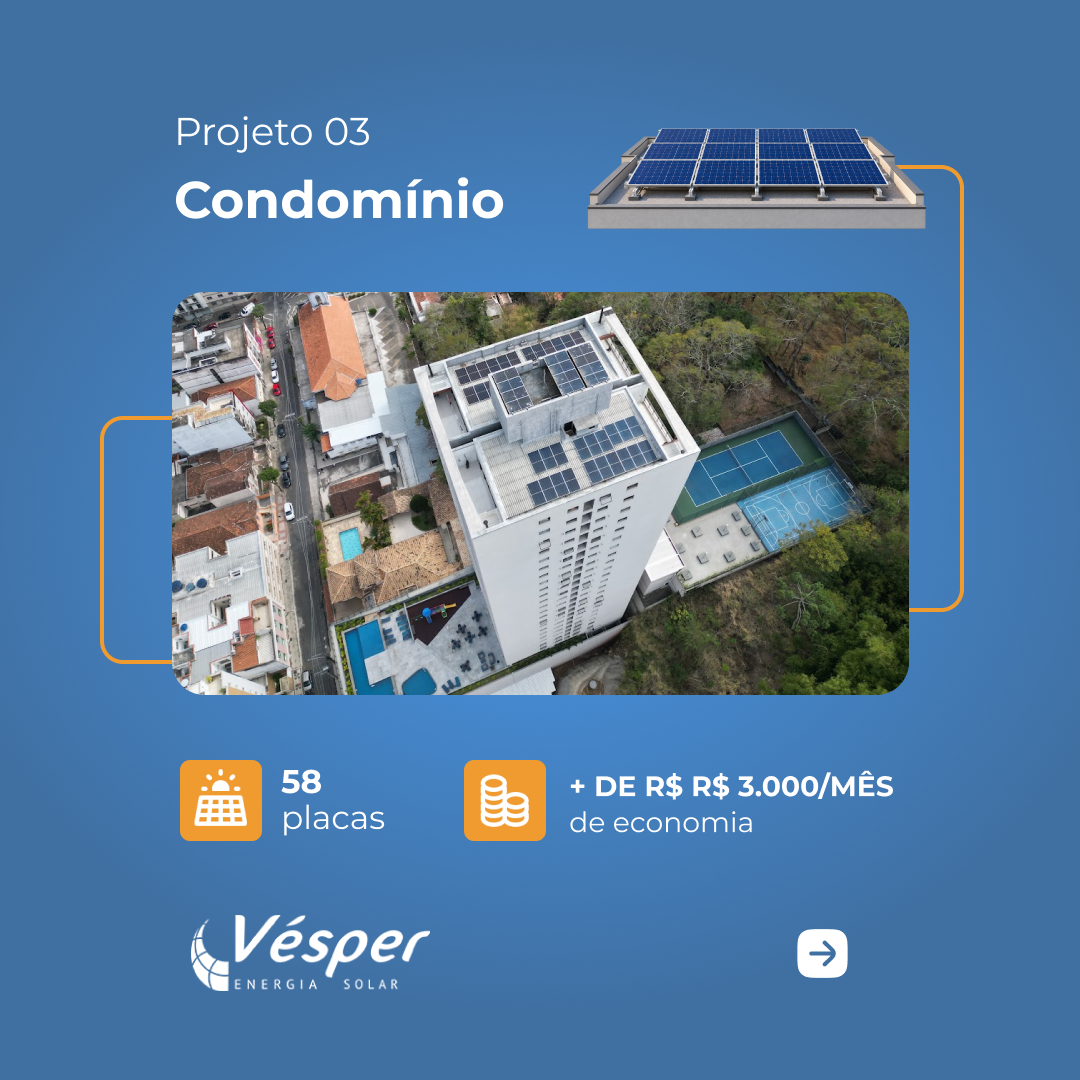 Projeto 03
Condomínio
58
placas
+ DE R$ R$ 3.000/MÊS
de economia
Vésper
ENERGIA SOLAR